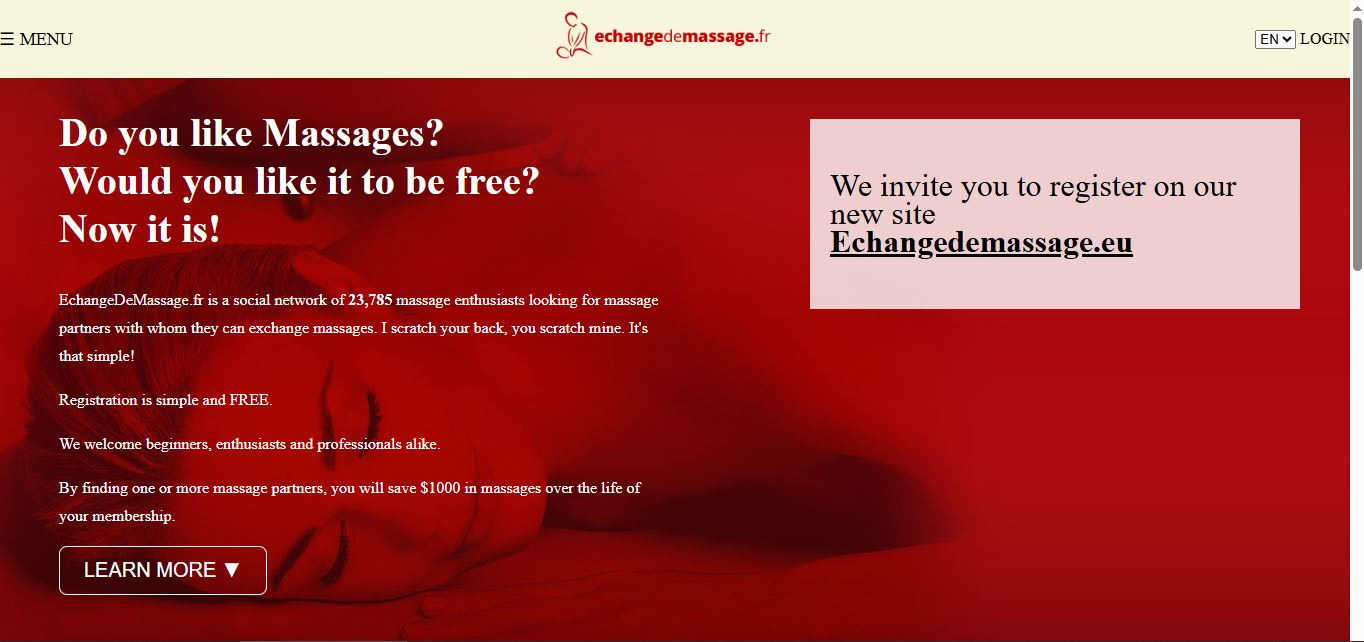 ☰ MENU
echangedemassage.fr
EN
LOGIN
Do you like Massages?
Would you like it to be free?
Now it is!
EchangeDeMassage.fr is a social network of 23,785 massage enthusiasts looking for massage
partners with whom they can exchange massages. I scratch your back, you scratch mine. It's
that simple!
Registration is simple and FREE.
We welcome beginners, enthusiasts and professionals alike.
By finding one or more massage partners, you will save $1000 in massages over the life of
your membership.
LEARN MORE ▼
We invite you to register on our
new site
Echangedemassage.eu